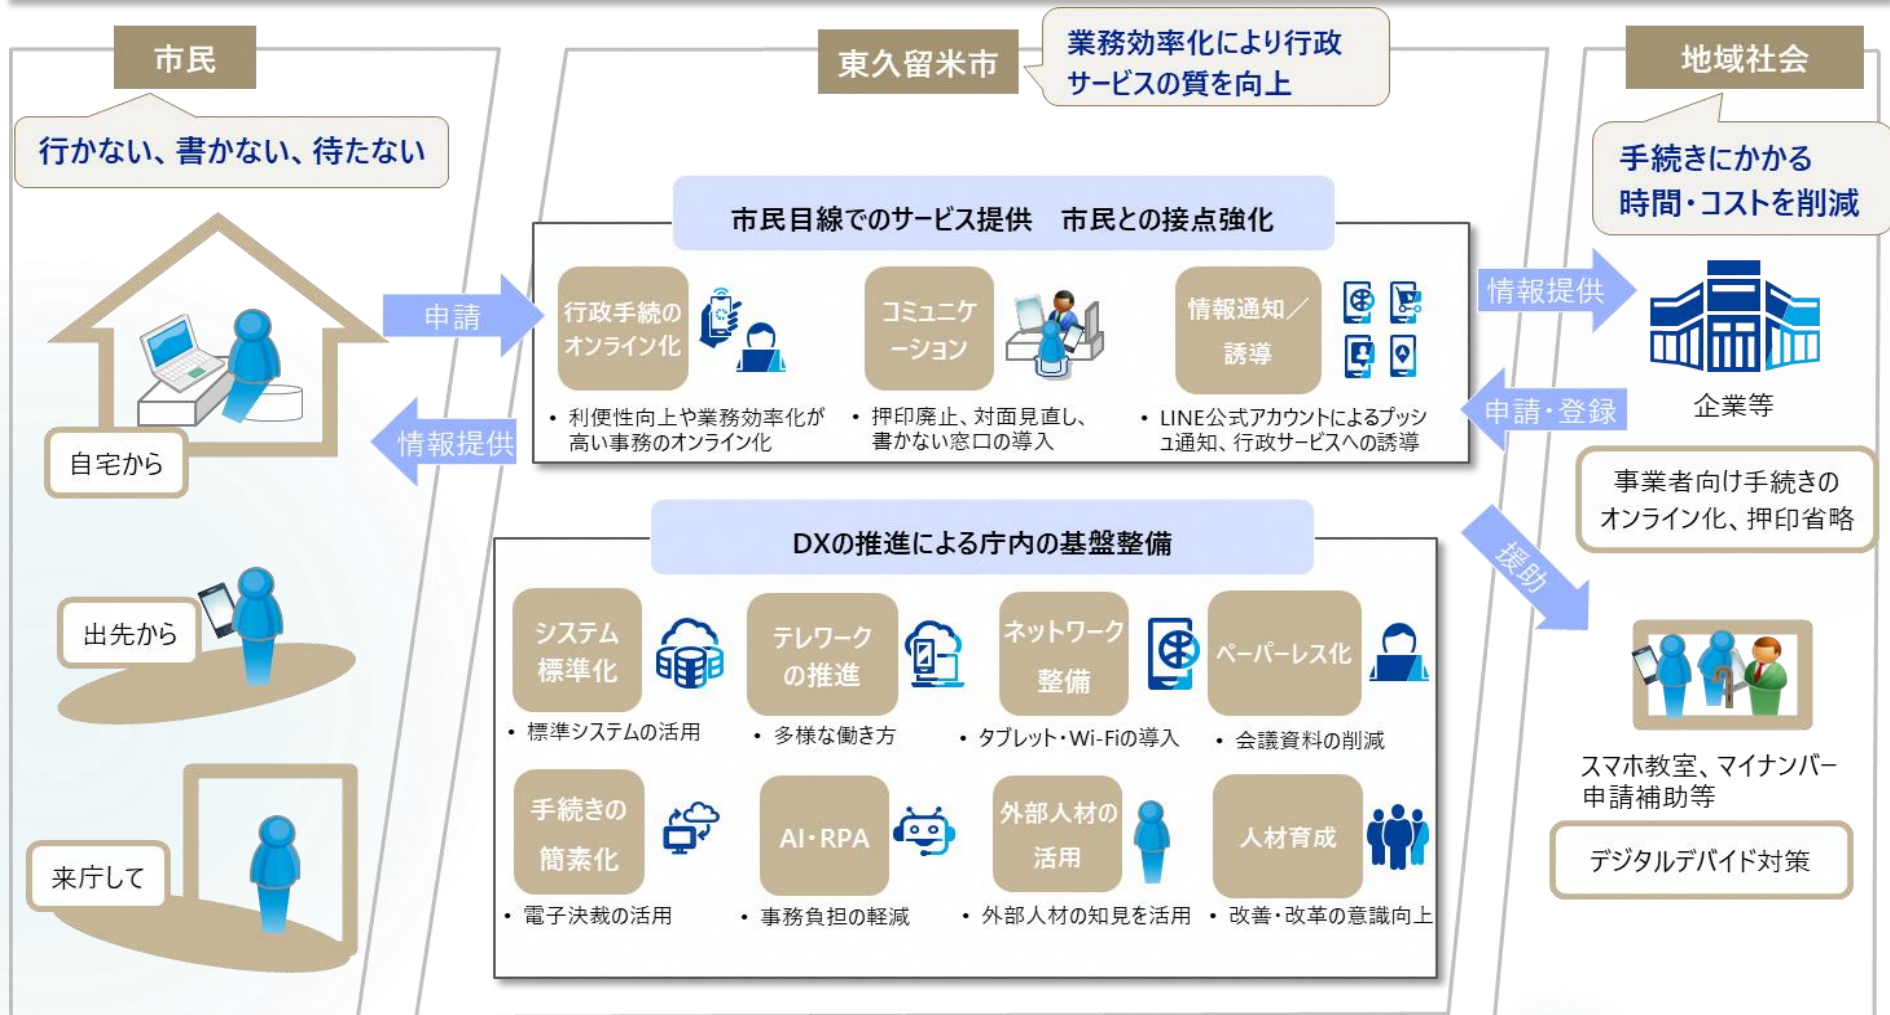 市民
行かない、書かない、待たない
自宅から
出先から
来庁して
申請
情報提供
東久留米市
業務効率化により行政
サービスの質を向上
市民目線でのサービス提供　市民との接点強化
行政手続の
オンライン化
• 利便性向上や業務効率化が
高い事務のオンライン化
コミュニケ
ーション
• 押印廃止、対面見直し、
書かない窓口の導入
情報通知／
誘導
• LINE公式アカウントによるプッシ
ュ通知、行政サービスへの誘導
DXの推進による庁内の基盤整備
システム
標準化
• 標準システムの活用
テレワーク
の推進
• 多様な働き方
ネットワーク
整備
• タブレット・Wi-Fiの導入
ペーパーレス化
• 会議資料の削減
手続きの
簡素化
• 電子決裁の活用
AI・RPA
• 事務負担の軽減
外部人材の
活用
• 外部人材の知見を活用
人材育成
• 改善・改革の意識向上
情報提供
申請・登録
援助
地域社会
手続きにかかる
時間・コストを削減
企業等
事業者向け手続きの
オンライン化、押印省略
スマホ教室、マイナンバー
申請補助等
デジタルデバイド対策